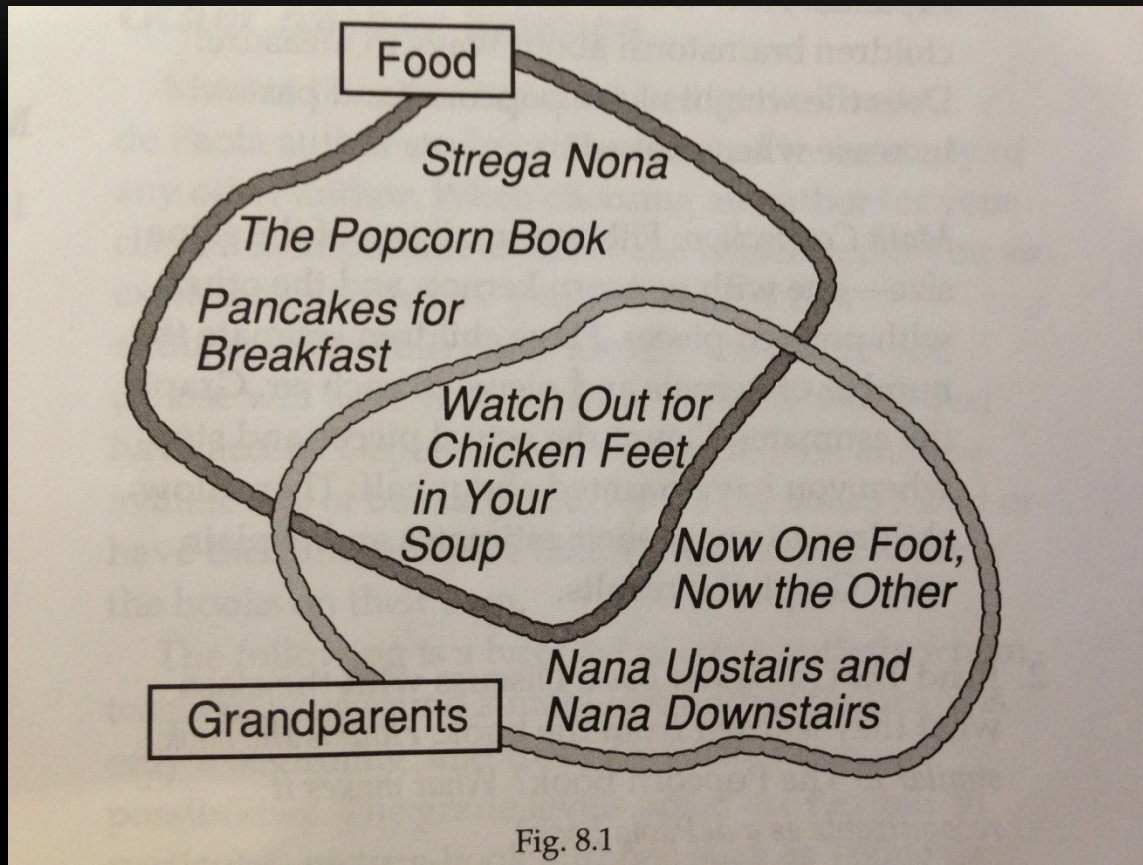 Food
Strega Nona
The Popcorn Book
Pancakes for
Breakfast
Watch Out for
Chicken Feet
in Your
Soup
Now One Foot,
Now the Other
Nana Upstairs and
Nana Downstairs
Grandparents
Fig. 8.1